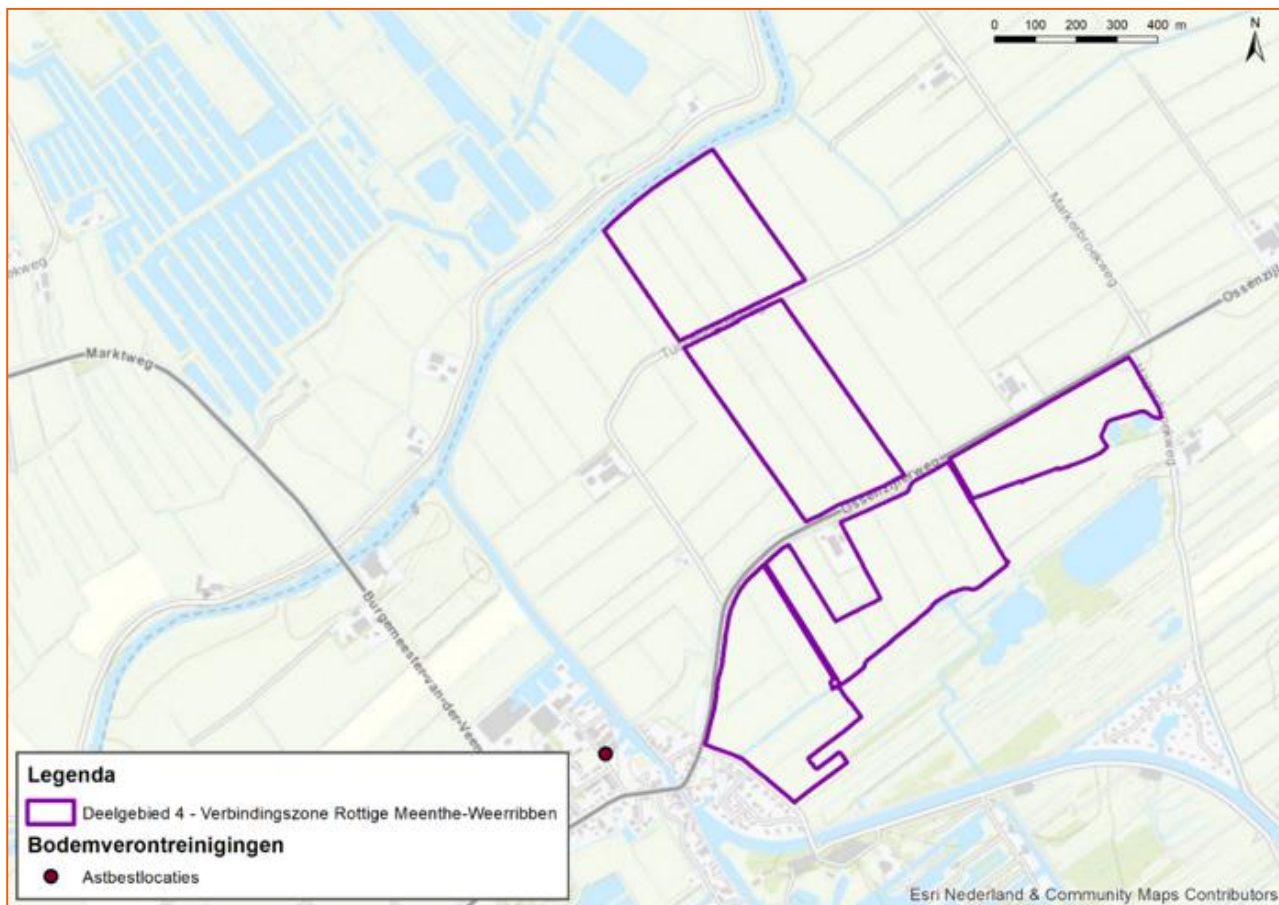 0 100 200 300 400 m
N
Markerbroekweg
Marktweg
Ossenzijlerweg
Burgemeester-van-der-Veen
Legenda
Deelgebied 4 - Verbindingszone Rottige Meenthe-Weerribben
Bodemverontreinigingen
Astbestlocaties
Esri Nederland & Community Maps Contributors